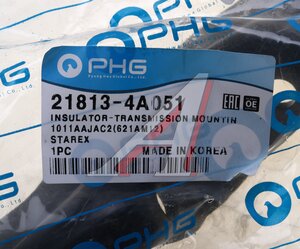 PHG
Pyung Hwa Global Co., Ltd.
21813-4A051
EAC OE
INSULATOR-TRANSMISSION MOUNTIN
1011AAJAC2(621AM12)
STAREX
1PC MADE IN KOREA
PHG